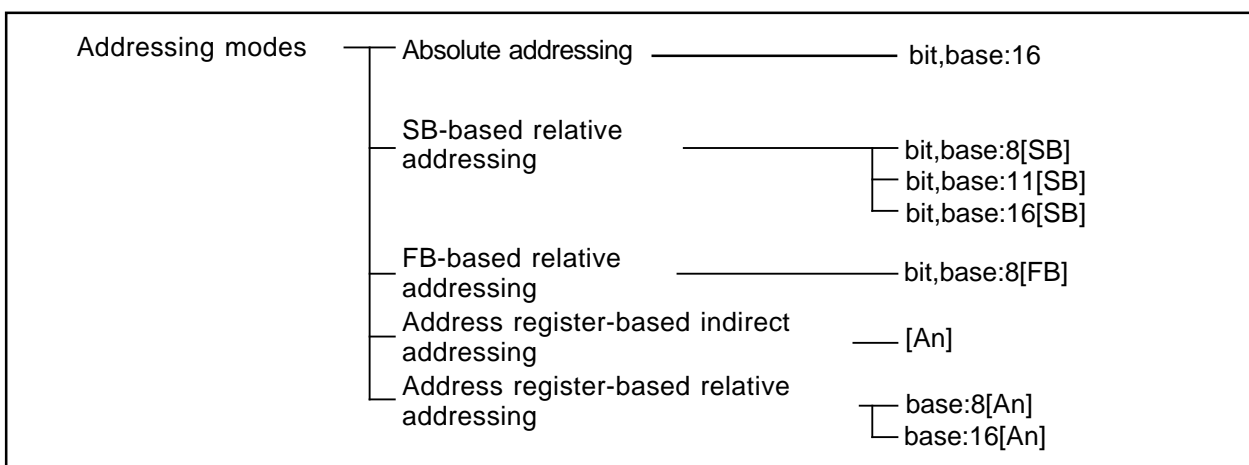 Addressing modes
Absolute addressing
bit,base:16
SB-based relative
addressing
bit,base:8[SB]
bit,base:11[SB]
bit,base:16[SB]
FB-based relative
addressing
bit,base:8[FB]
Address register-based indirect
addressing
[An]
Address register-based relative
addressing
base:8[An]
base:16[An]